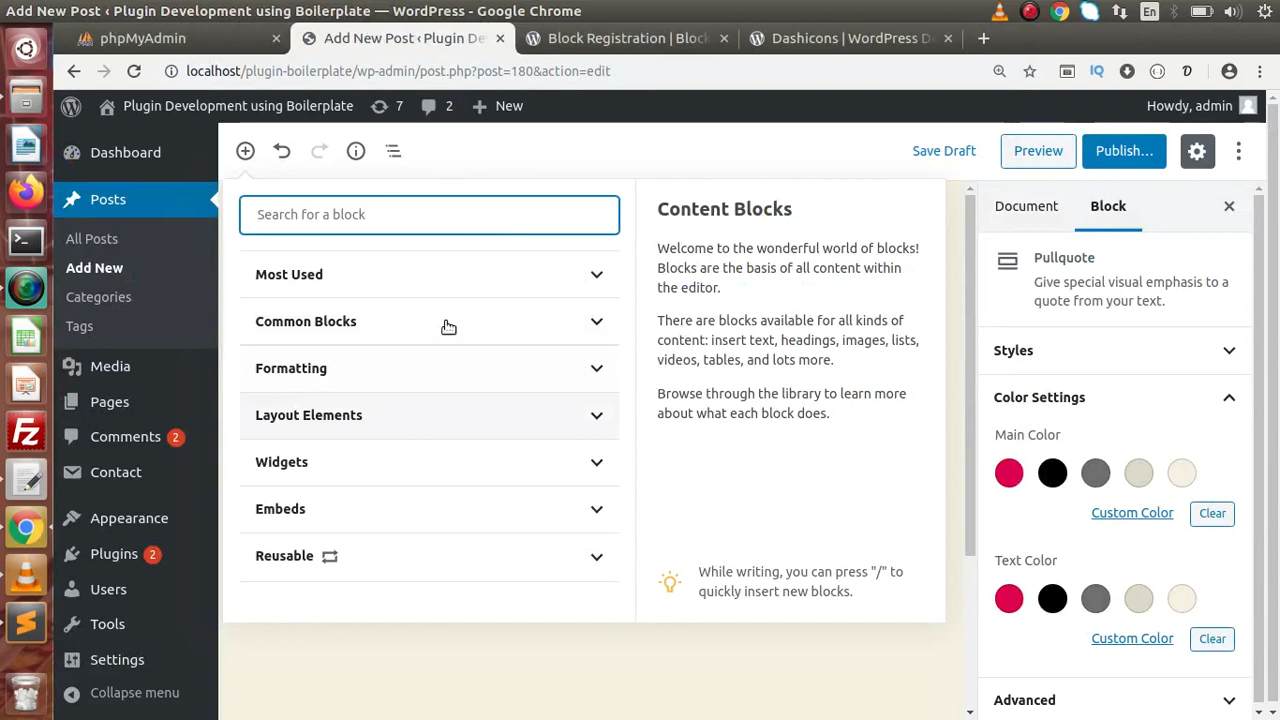 Add New Post ‹ Plugin Development using Boilerplate — WordPress - Google Chrome
En
phpMyAdmin
Add New Post ‹ Plugin De
Block Registration | Block
Dashicons | WordPress D
localhost/plugin-boilerplate/wp-admin/post.php?post=180&action=edit
IQ
Plugin Development using Boilerplate
7
2
New
Howdy, admin
Dashboard
Posts
All Posts
Add New
Categories
Tags
Media
Pages
Comments 2
Contact
Appearance
Plugins 2
Users
Tools
Settings
Collapse menu
Save Draft
Preview
Publish…
Search for a block
Most Used
Common Blocks
Formatting
Layout Elements
Widgets
Embeds
Reusable
Content Blocks
Welcome to the wonderful world of blocks!
Blocks are the basis of all content within
the editor.
There are blocks available for all kinds of
content: insert text, headings, images, lists,
videos, tables, and lots more.
Browse through the library to learn more
about what each block does.
While writing, you can press "/" to
quickly insert new blocks.
Document
Block
Pullquote
Give special visual emphasis to a
quote from your text.
Styles
Color Settings
Main Color
Custom Color
Clear
Text Color
Custom Color
Clear
Advanced